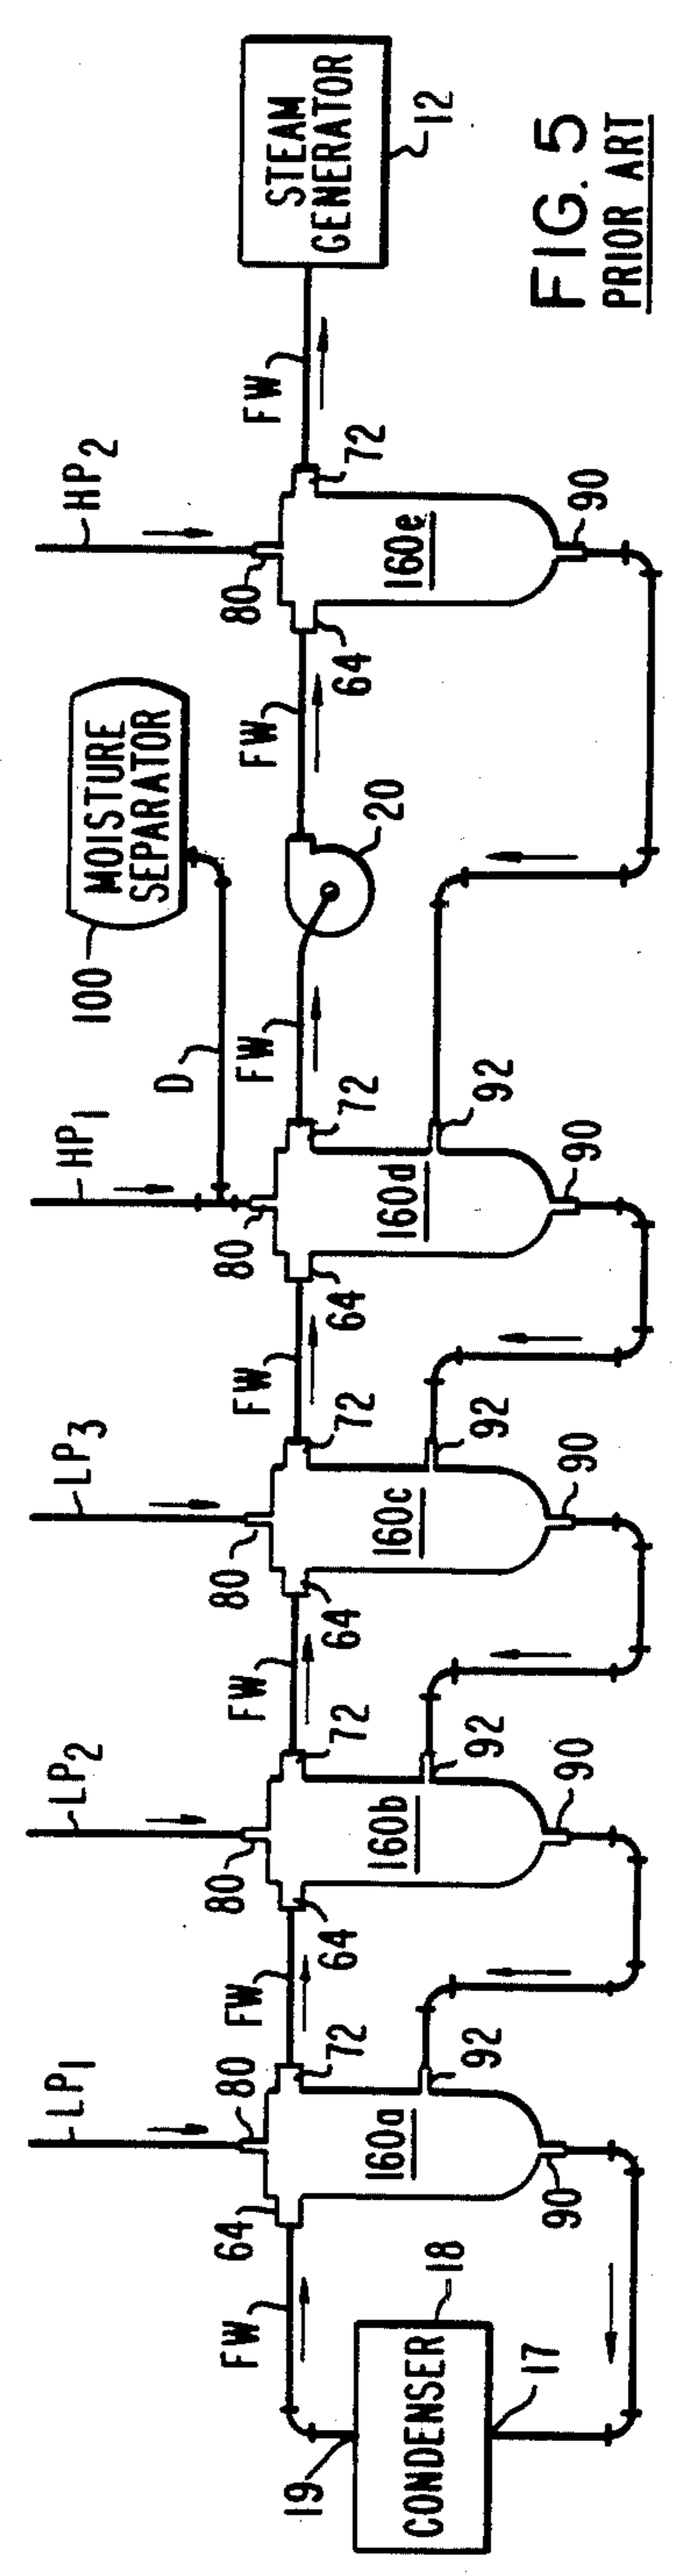 LP1
LP2
LP3
HP1
HP2
100
MOISTURE
SEPARATOR
D
STEAM
GENERATOR
12
64
80
80
80
80
80
FW
FW
FW
FW
FW
FW
FW
72
64
72
64
72
64
72
20
64
72
160a
160b
160c
160d
160e
19
CONDENSER
18
17
92
92
92
92
90
90
90
90
90
FIG. 5
PRIOR ART